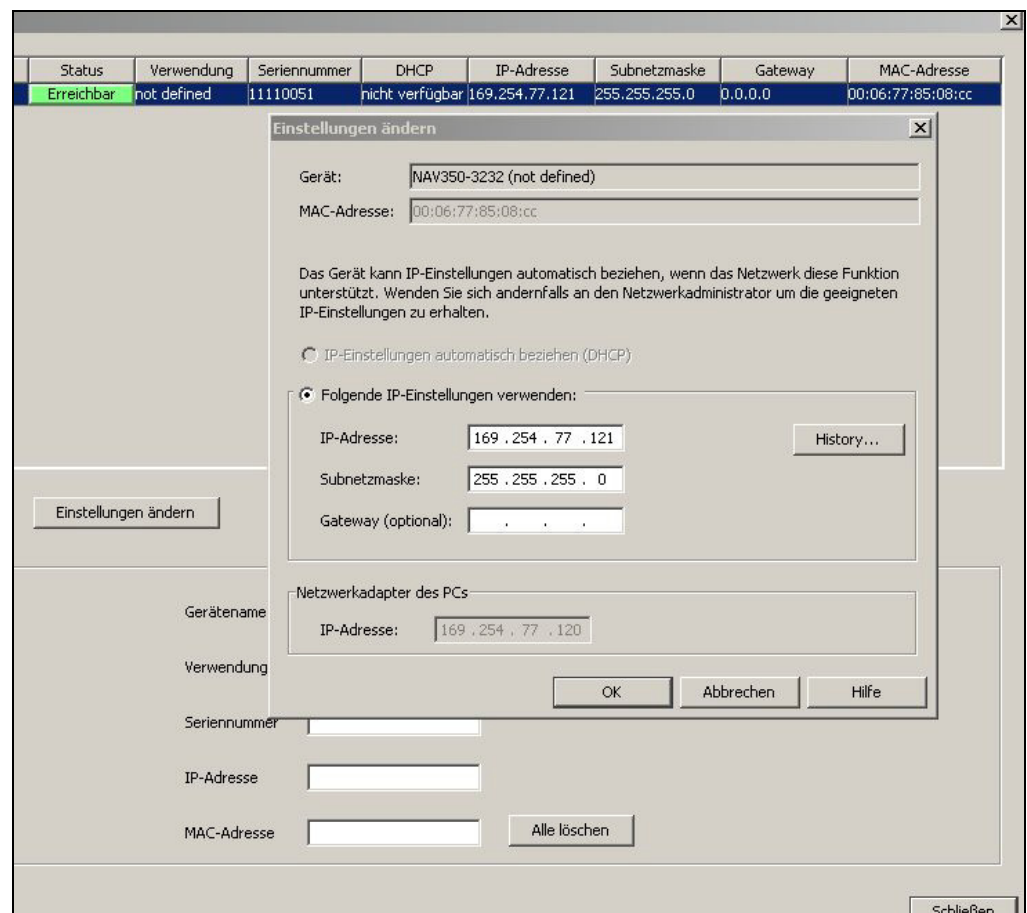 Status Verwendung Seriennummer DHCP IP-Adresse Subnetzmaske Gateway MAC-Adresse
Erreichbar not defined 11110051 nicht verfügbar 169.254.77.121 255.255.255.0 0.0.0.0 00:06:77:85:08:cc
Einstellungen ändern
Gerät: NAV350-3232 (not defined)
MAC-Adresse: 00:06:77:85:08:cc
Das Gerät kann IP-Einstellungen automatisch beziehen, wenn das Netzwerk diese Funktion
unterstützt. Wenden Sie sich andernfalls an den Netzwerkadministrator um die geeigneten
IP-Einstellungen zu erhalten.
IP-Einstellungen automatisch beziehen (DHCP)
Folgende IP-Einstellungen verwenden:
IP-Adresse: 169 . 254 . 77 . 121 History...
Subnetzmaske: 255 . 255 . 255 . 0
Gateway (optional): . . .
Netzwerkadapter des PCs
IP-Adresse: 169 . 254 . 77 . 120
OK Abbrechen Hilfe
Einstellungen ändern
Gerätename
Verwendung
Seriennummer
IP-Adresse
MAC-Adresse Alle löschen
Schließen